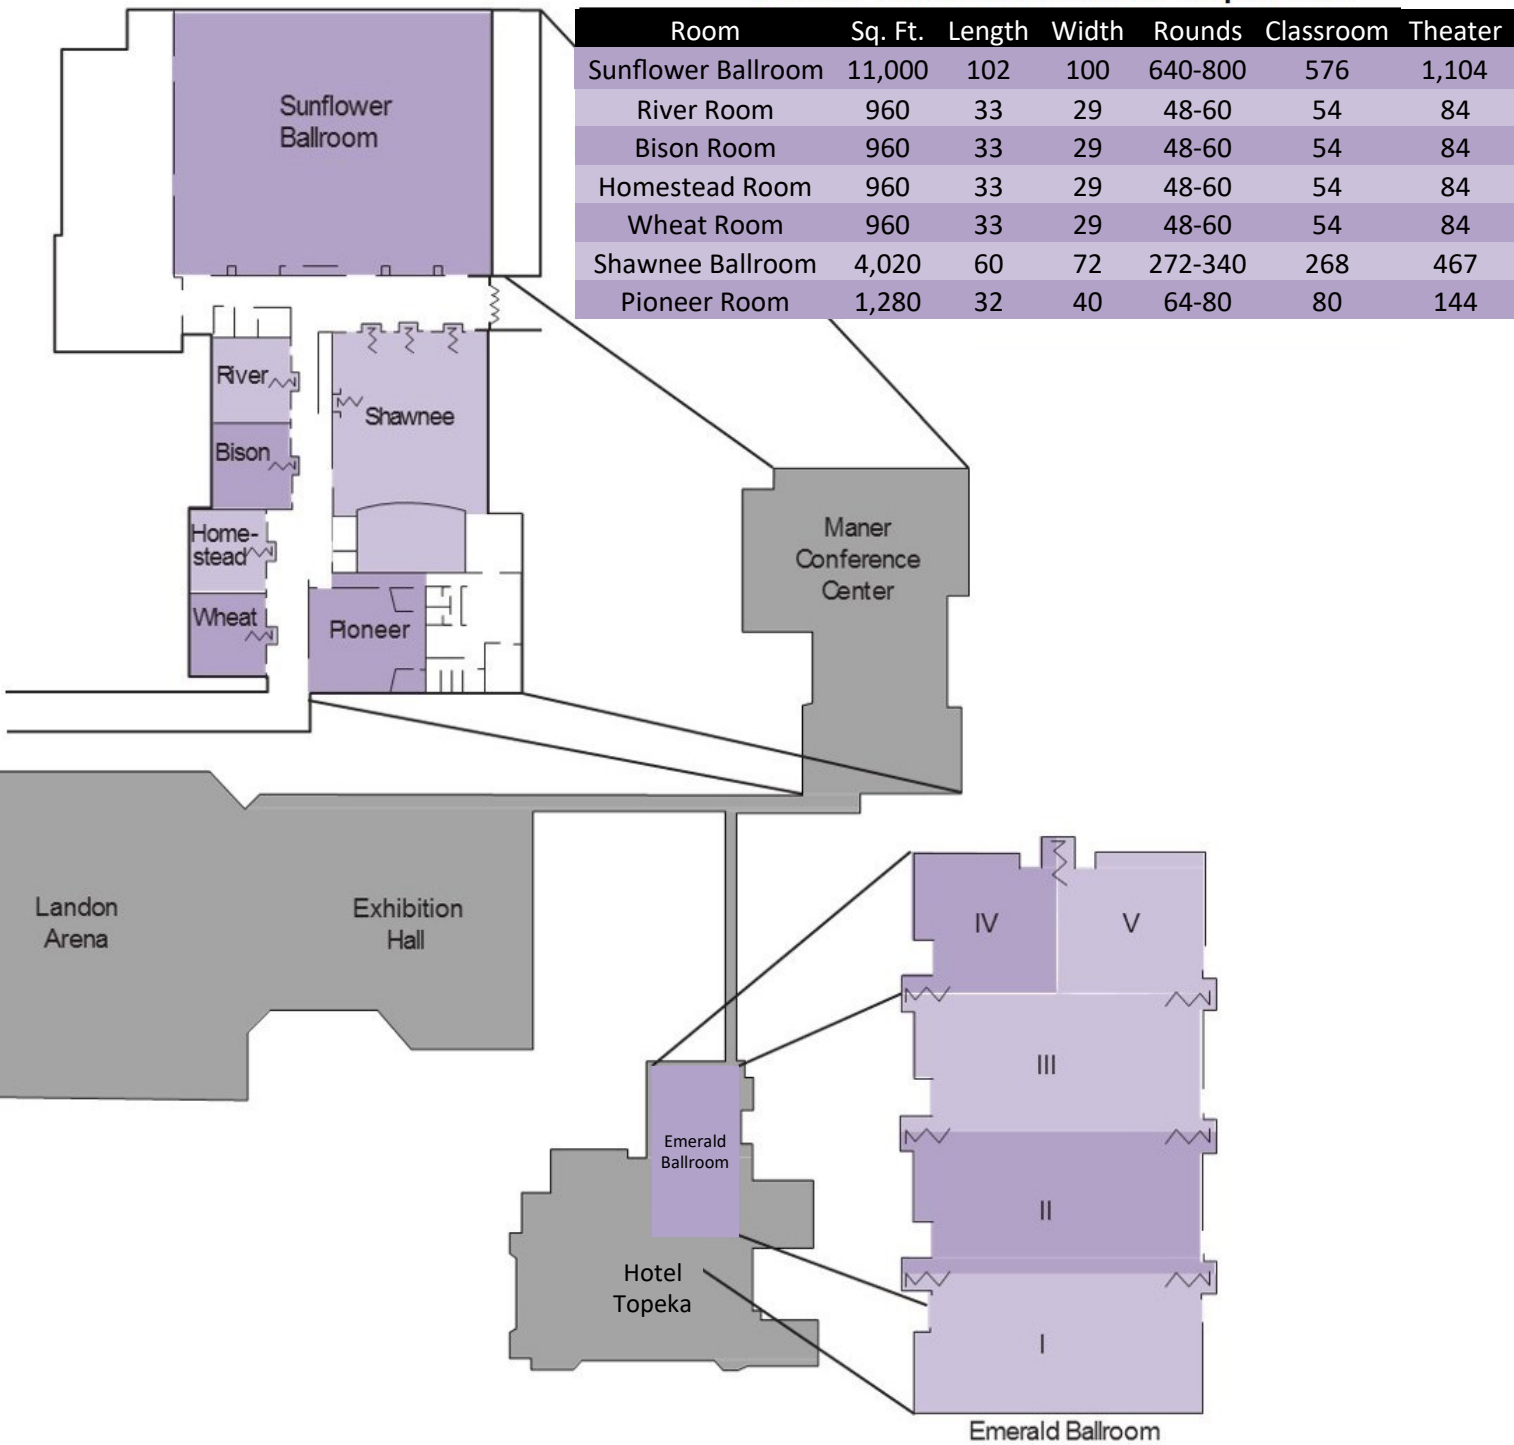 Room Sq. Ft. Length Width Rounds Classroom Theater
Sunflower Ballroom 11,000 102 100 640-800 576 1,104
River Room 960 33 29 48-60 54 84
Bison Room 960 33 29 48-60 54 84
Homestead Room 960 33 29 48-60 54 84
Wheat Room 960 33 29 48-60 54 84
Shawnee Ballroom 4,020 60 72 272-340 268 467
Pioneer Room 1,280 32 40 64-80 80 144
Sunflower
Ballroom
River
Shawnee
Bison
Home-
stead
Wheat
Pioneer
Maner
Conference
Center
Landon
Arena
Exhibition
Hall
IV
V
III
II
I
Emerald
Ballroom
Hotel
Topeka
Emerald Ballroom